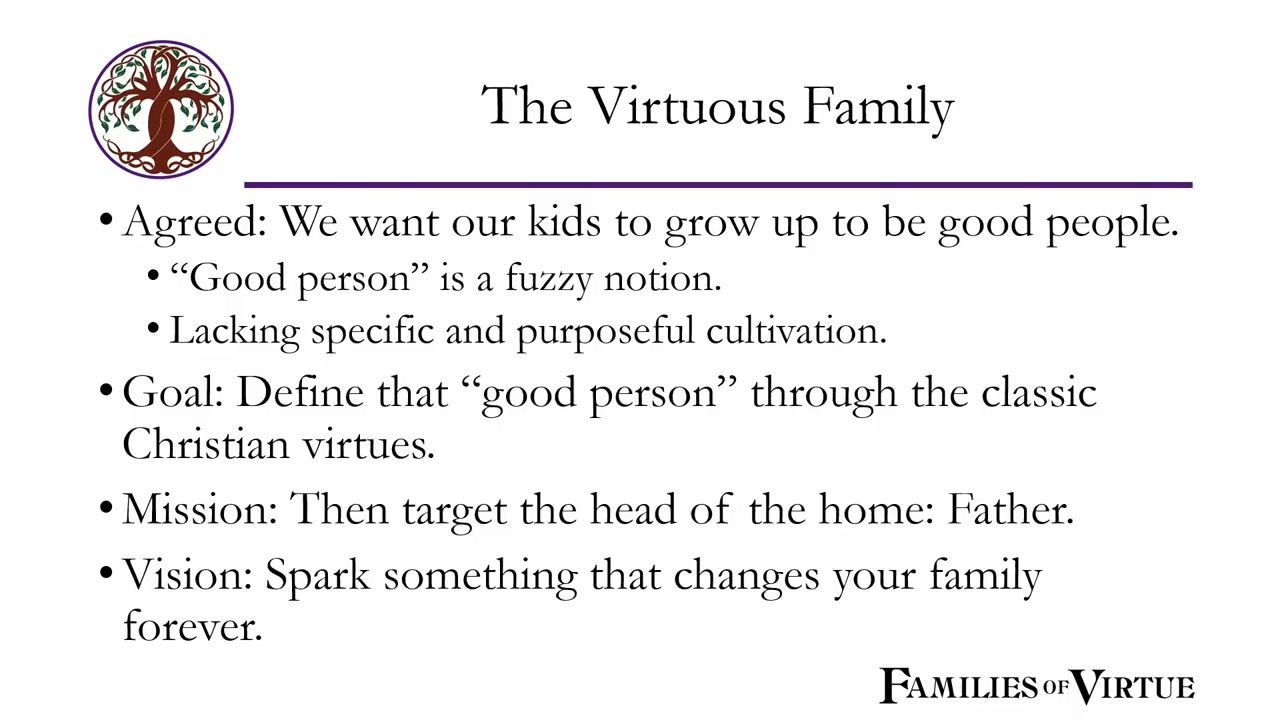 The Virtuous Family
• Agreed: We want our kids to grow up to be good people.
• “Good person” is a fuzzy notion.
• Lacking specific and purposeful cultivation.
• Goal: Define that “good person” through the classic
Christian virtues.
• Mission: Then target the head of the home: Father.
• Vision: Spark something that changes your family
forever.
FAMILIES OF VIRTUE